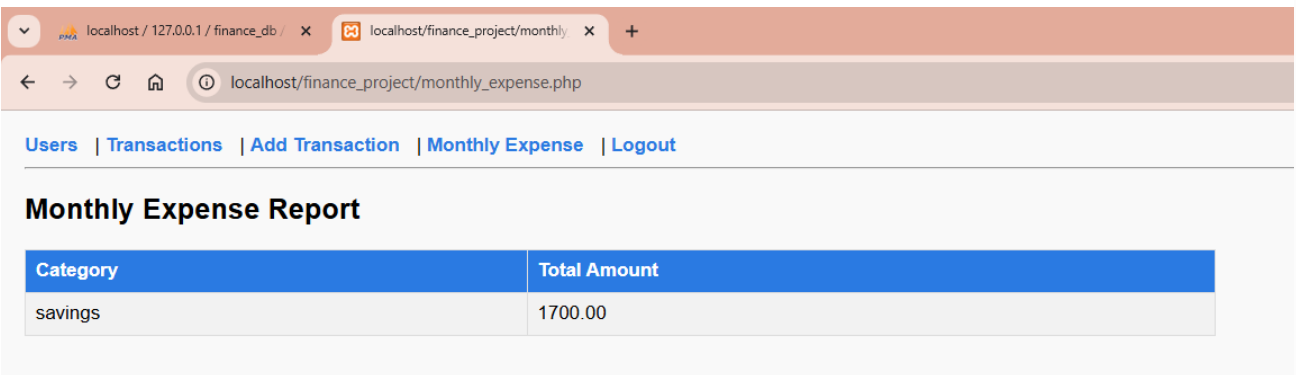 PMA localhost / 127.0.0.1 / finance_db / localhost/finance_project/monthly
localhost/finance_project/monthly_expense.php
Users | Transactions | Add Transaction | Monthly Expense | Logout
Monthly Expense Report
Category Total Amount
savings 1700.00